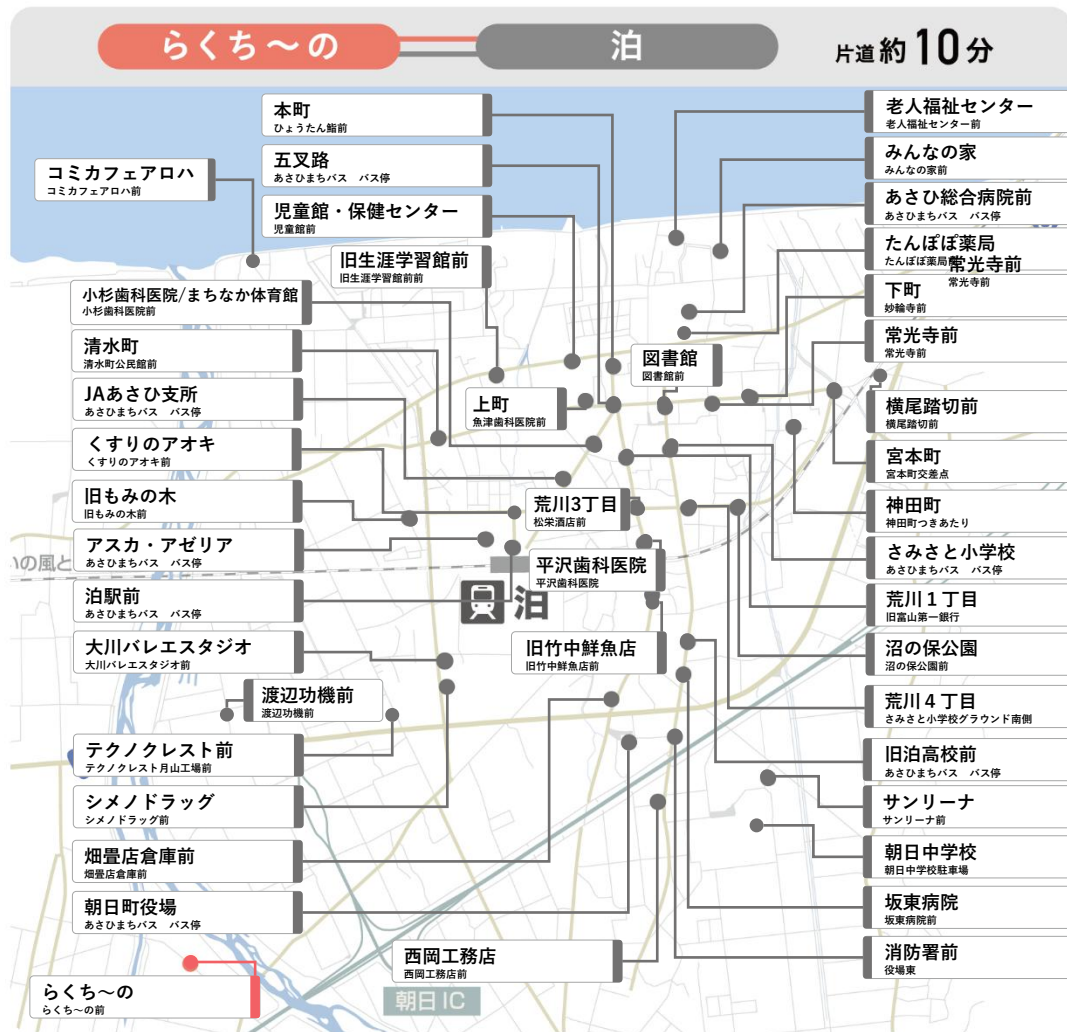 らくち～の
泊
片道約10分
本町
ひょうたん鮨前
五叉路
あさひまちバス　バス停
コミカフェアロハ
コミカフェアロハ前
児童館・保健センター
児童館前
旧生涯学習館前
旧生涯学習館前前
小杉歯科医院/まちなか体育館
小杉歯科医院前
清水町
清水町公民館前
JAあさひ支所
あさひまちバス　バス停
くすりのアオキ
くすりのアオキ前
旧もみの木
旧もみの木前
アスカ・アゼリア
あさひまちバス　バス停
泊駅前
あさひまちバス　バス停
大川バレエスタジオ
大川バレエスタジオ前
渡辺功機前
渡辺功機前
テクノクレスト前
テクノクレスト月山工場前
シメノドラッグ
シメノドラッグ前
畑畳店倉庫前
畑畳店倉庫前
朝日町役場
あさひまちバス　バス停
らくち～の
らくち～の前
図書館
図書館前
上町
魚津歯科医院前
荒川3丁目
松栄酒店前
平沢歯科医院
平沢歯科医院
いの風と
泊
旧竹中鮮魚店
旧竹中鮮魚店前
西岡工務店
西岡工務店前
朝日IC
老人福祉センター
老人福祉センター前
みんなの家
みんなの家前
あさひ総合病院前
あさひまちバス　バス停
たんぽぽ薬局
たんぽぽ薬局
常光寺前
常光寺前
下町
妙輪寺前
常光寺前
常光寺前
横尾踏切前
横尾踏切前
宮本町
宮本町交差点
神田町
神田町つきあたり
さみさと小学校
あさひまちバス　バス停
荒川１丁目
旧富山第一銀行
沼の保公園
沼の保公園前
荒川４丁目
さみさと小学校グラウンド南側
旧泊高校前
あさひまちバス　バス停
サンリーナ
サンリーナ前
朝日中学校
朝日中学校駐車場
坂東病院
坂東病院前
消防署前
役場東